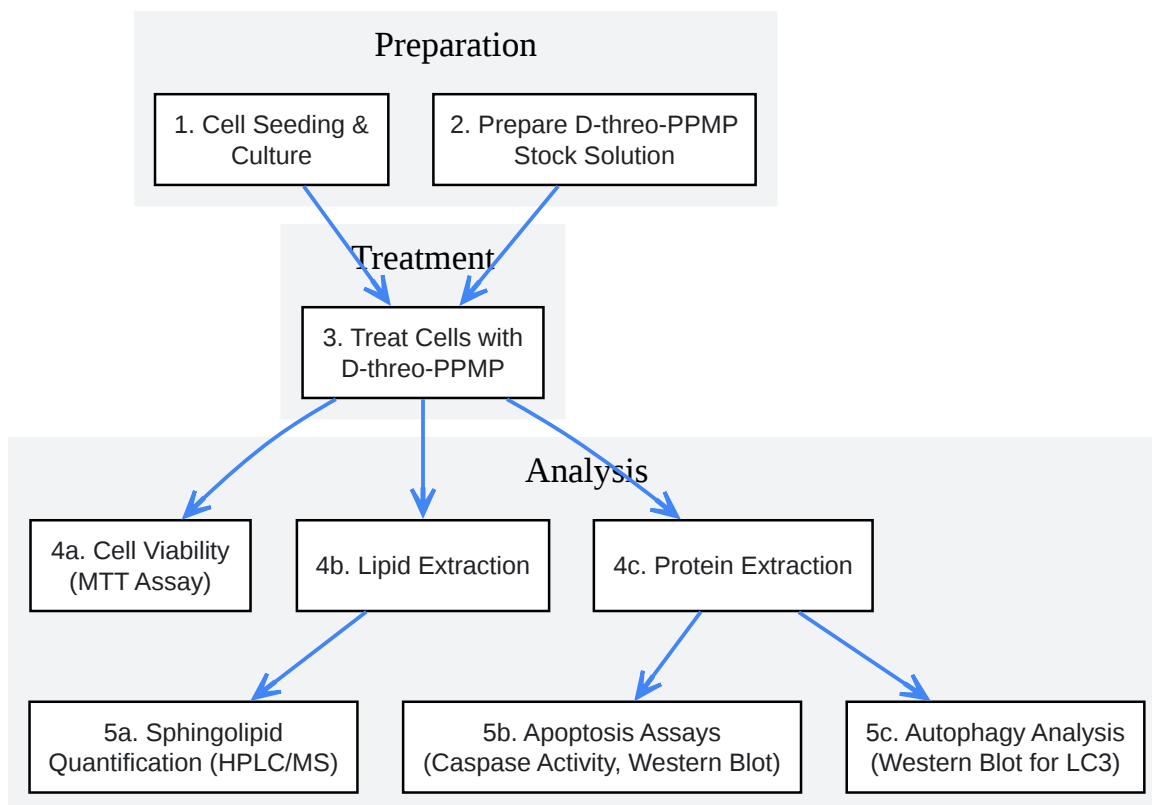 Preparation
1. Cell Seeding &
Culture
2. Prepare D-threo-PPMP
Stock Solution
Treatment
3. Treat Cells with
D-threo-PPMP
Analysis
4a. Cell Viability
(MTT Assay)
4b. Lipid Extraction
4c. Protein Extraction
5a. Sphingolipid
Quantification (HPLC/MS)
5b. Apoptosis Assays
(Caspase Activity, Western Blot)
5c. Autophagy Analysis
(Western Blot for LC3)